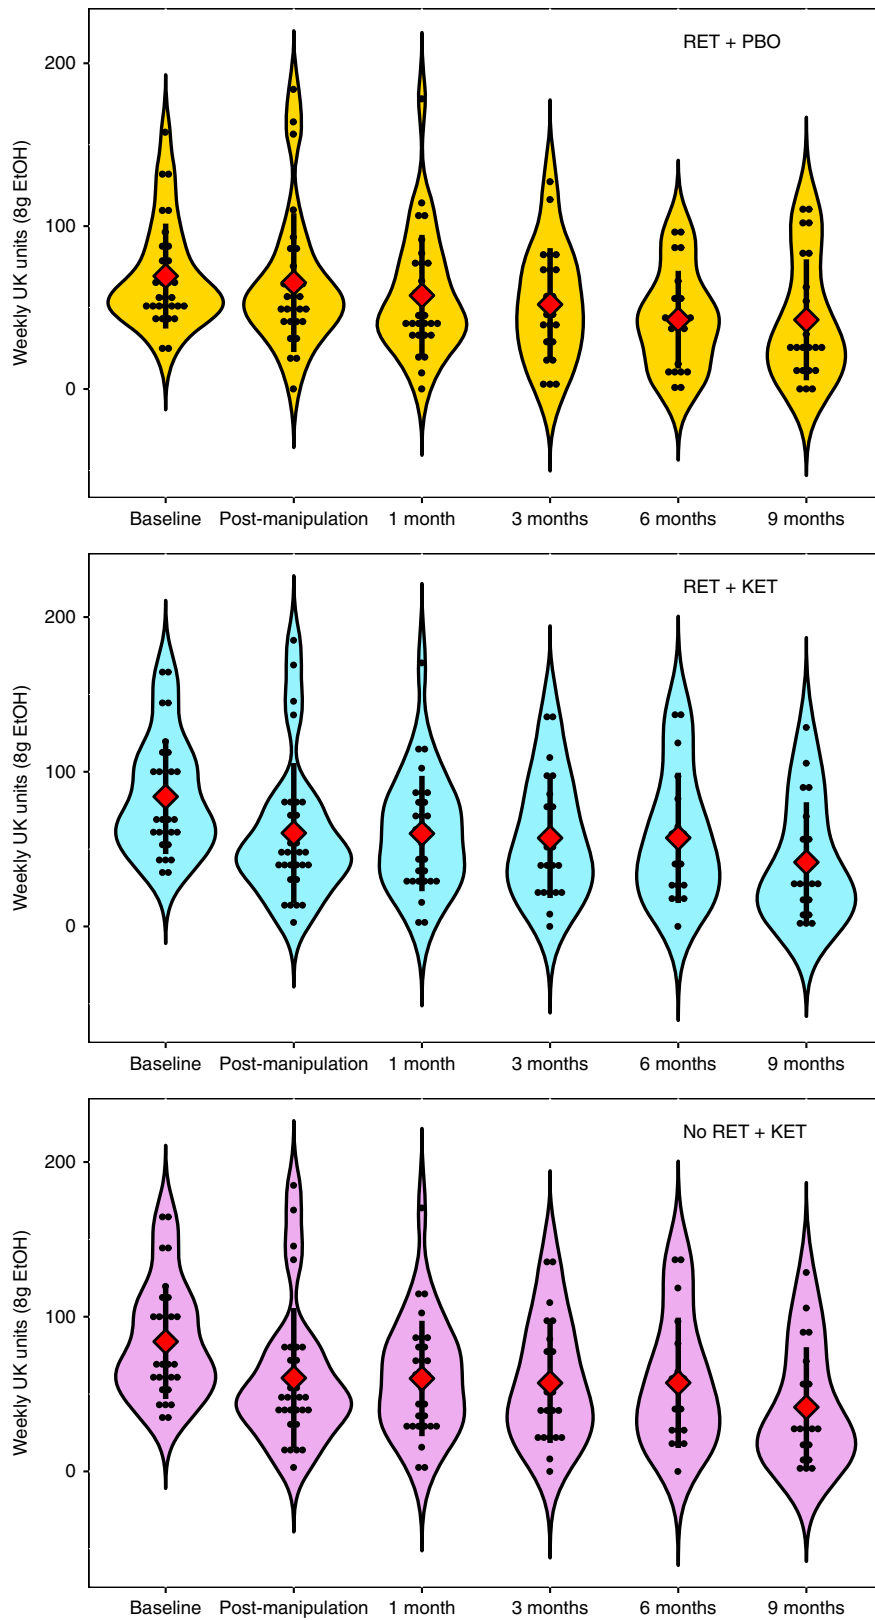 RET + PBO
Weekly UK units (8g EtOH)
200
100
0
Baseline Post-manipulation 1 month 3 months 6 months 9 months
RET + KET
Weekly UK units (8g EtOH)
200
100
0
Baseline Post-manipulation 1 month 3 months 6 months 9 months
No RET + KET
Weekly UK units (8g EtOH)
200
100
0
Baseline Post-manipulation 1 month 3 months 6 months 9 months